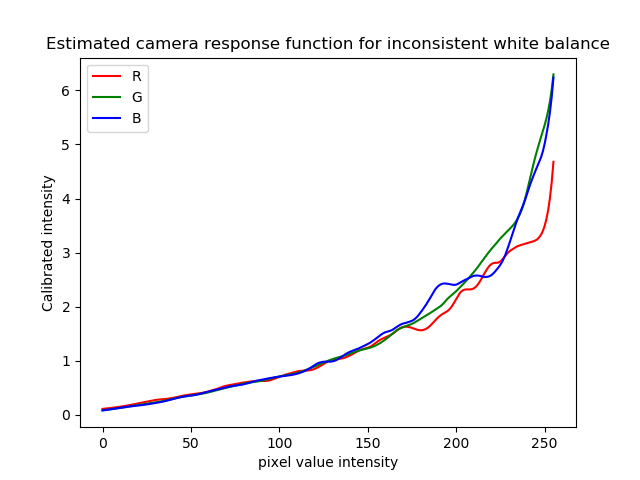 Estimated camera response function for inconsistent white balance
R
G
B
6
5
4
3
2
1
0
Calibrated intensity
0 50 100 150 200 250
pixel value intensity